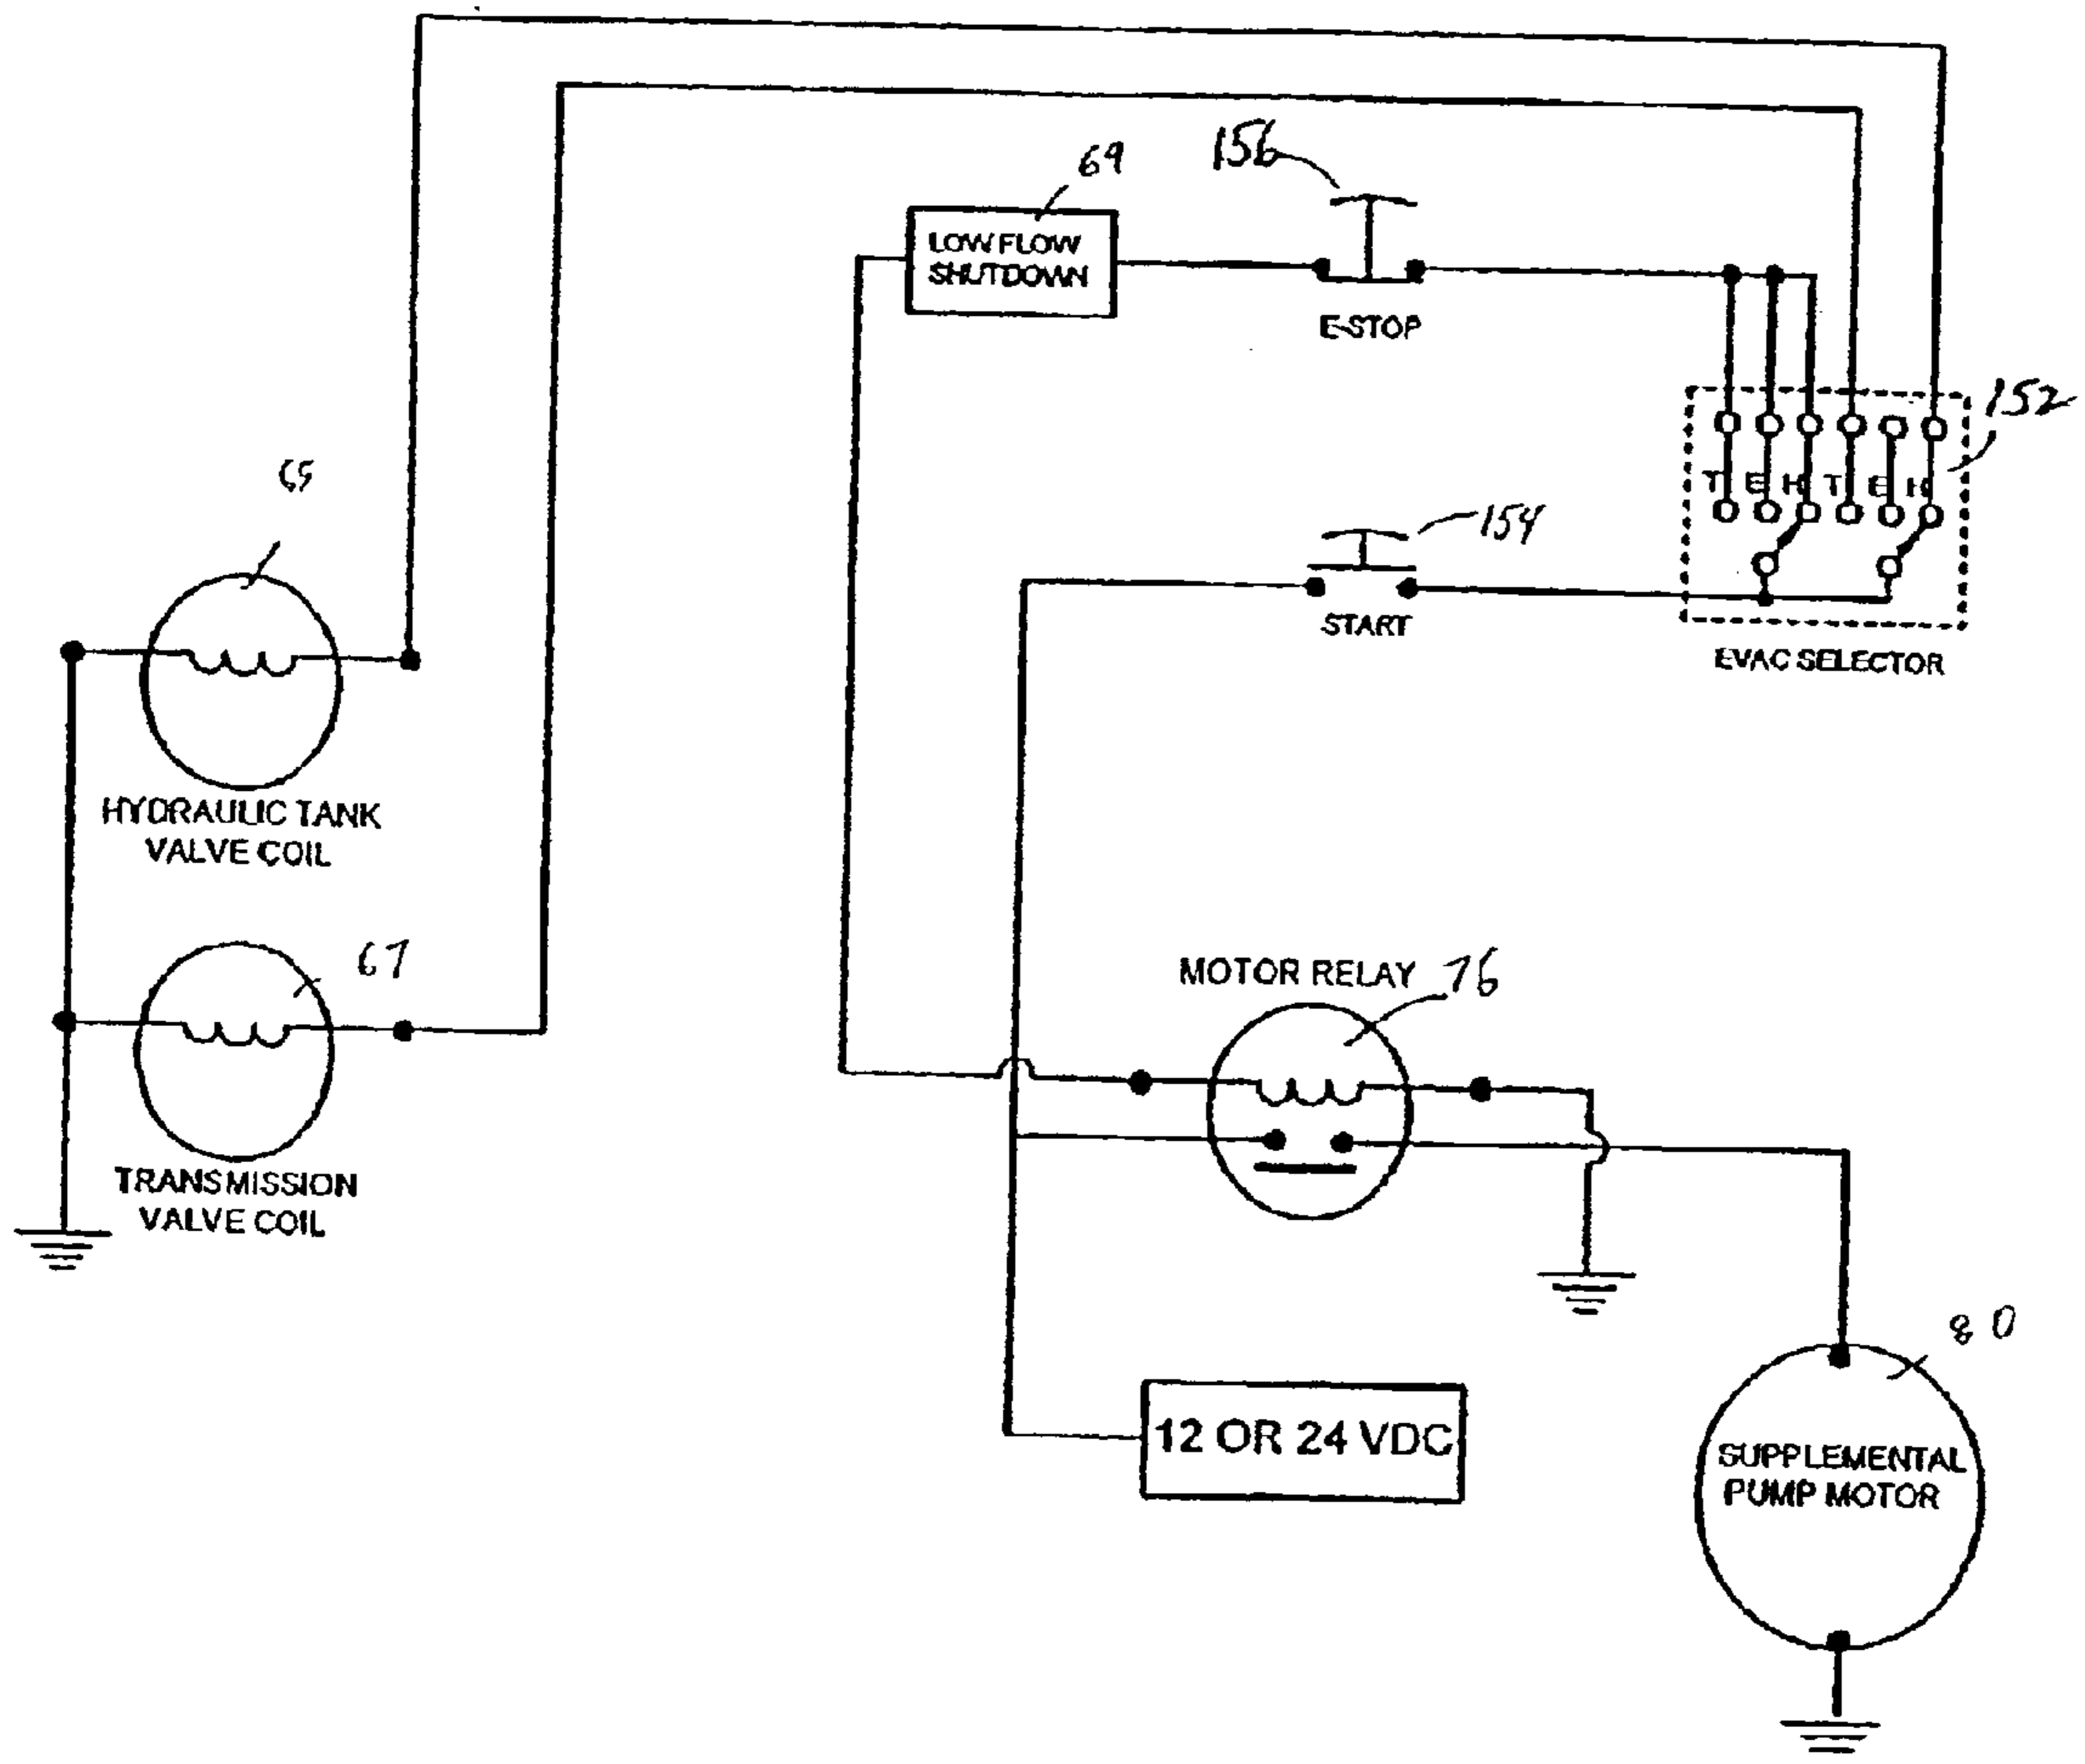 156
69
LOW FLOW
SHUTDOWN
E-STOP
152
T E H T E H
65
154
START
EVAC SELECTOR
HYDRAULIC TANK
VALVE COIL
67
MOTOR RELAY 76
TRANSMISSION
VALVE COIL
80
12 OR 24 VDC
SUPPLEMENTAL
PUMP MOTOR